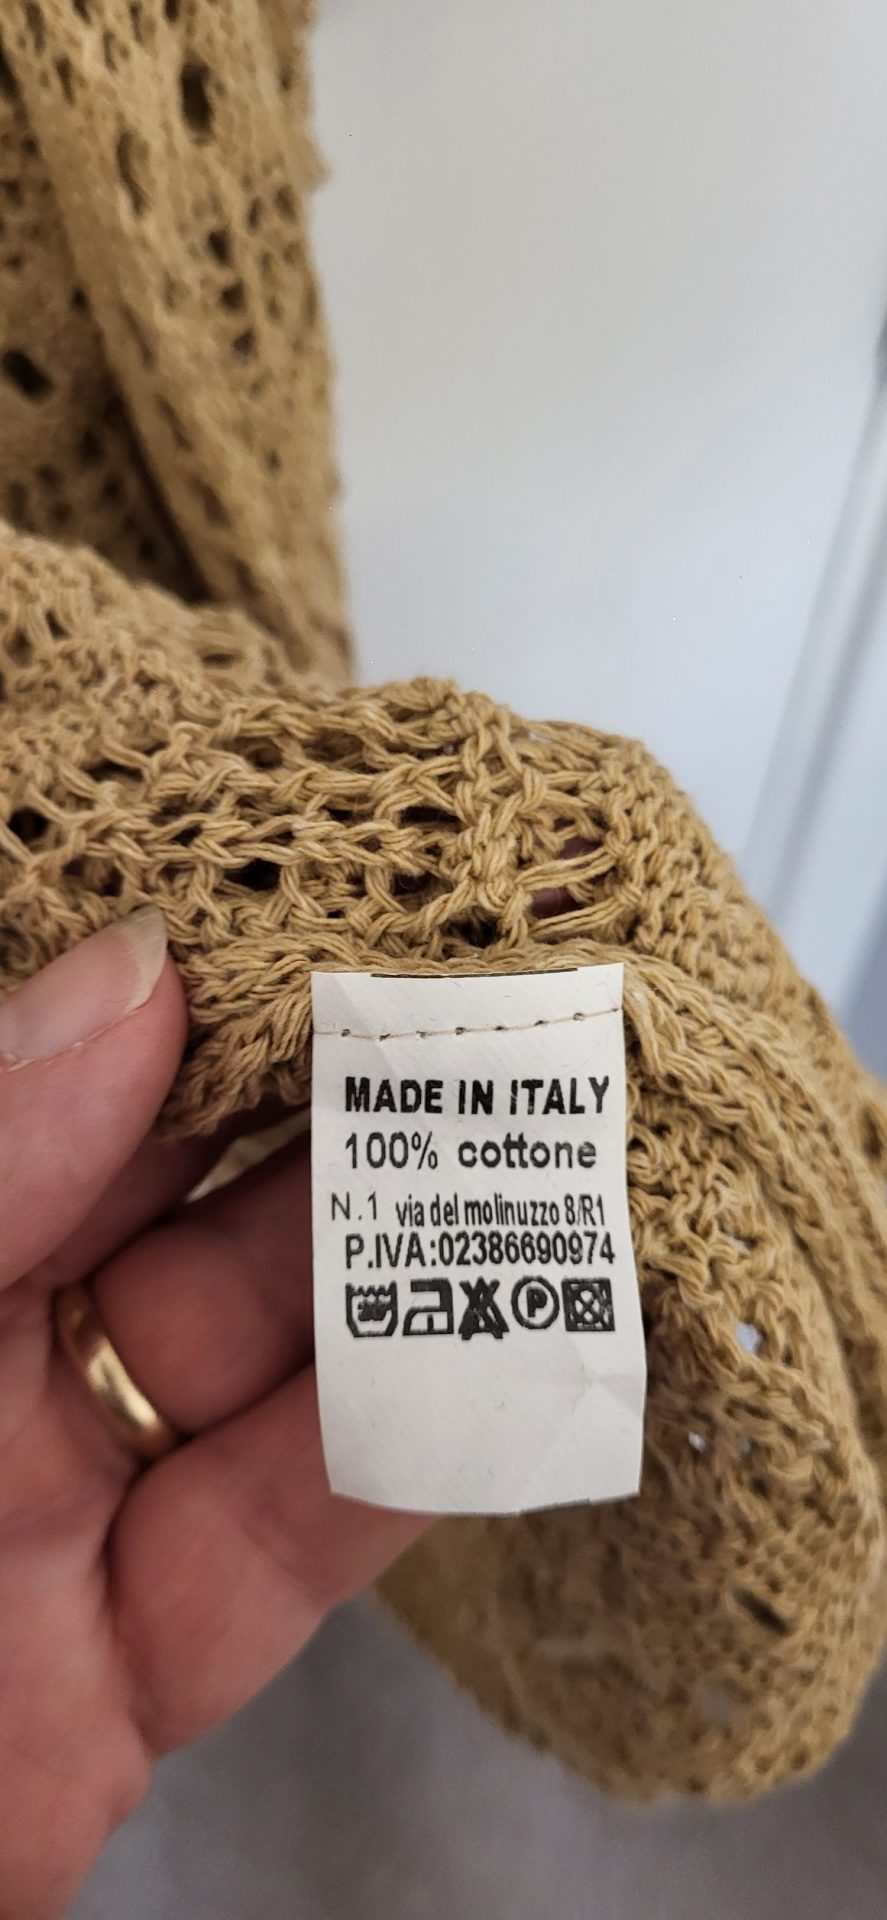 MADE IN ITALY
100% cottone
N.1 via del molinuzzo 8/R1
P.IVA:02386690974
P